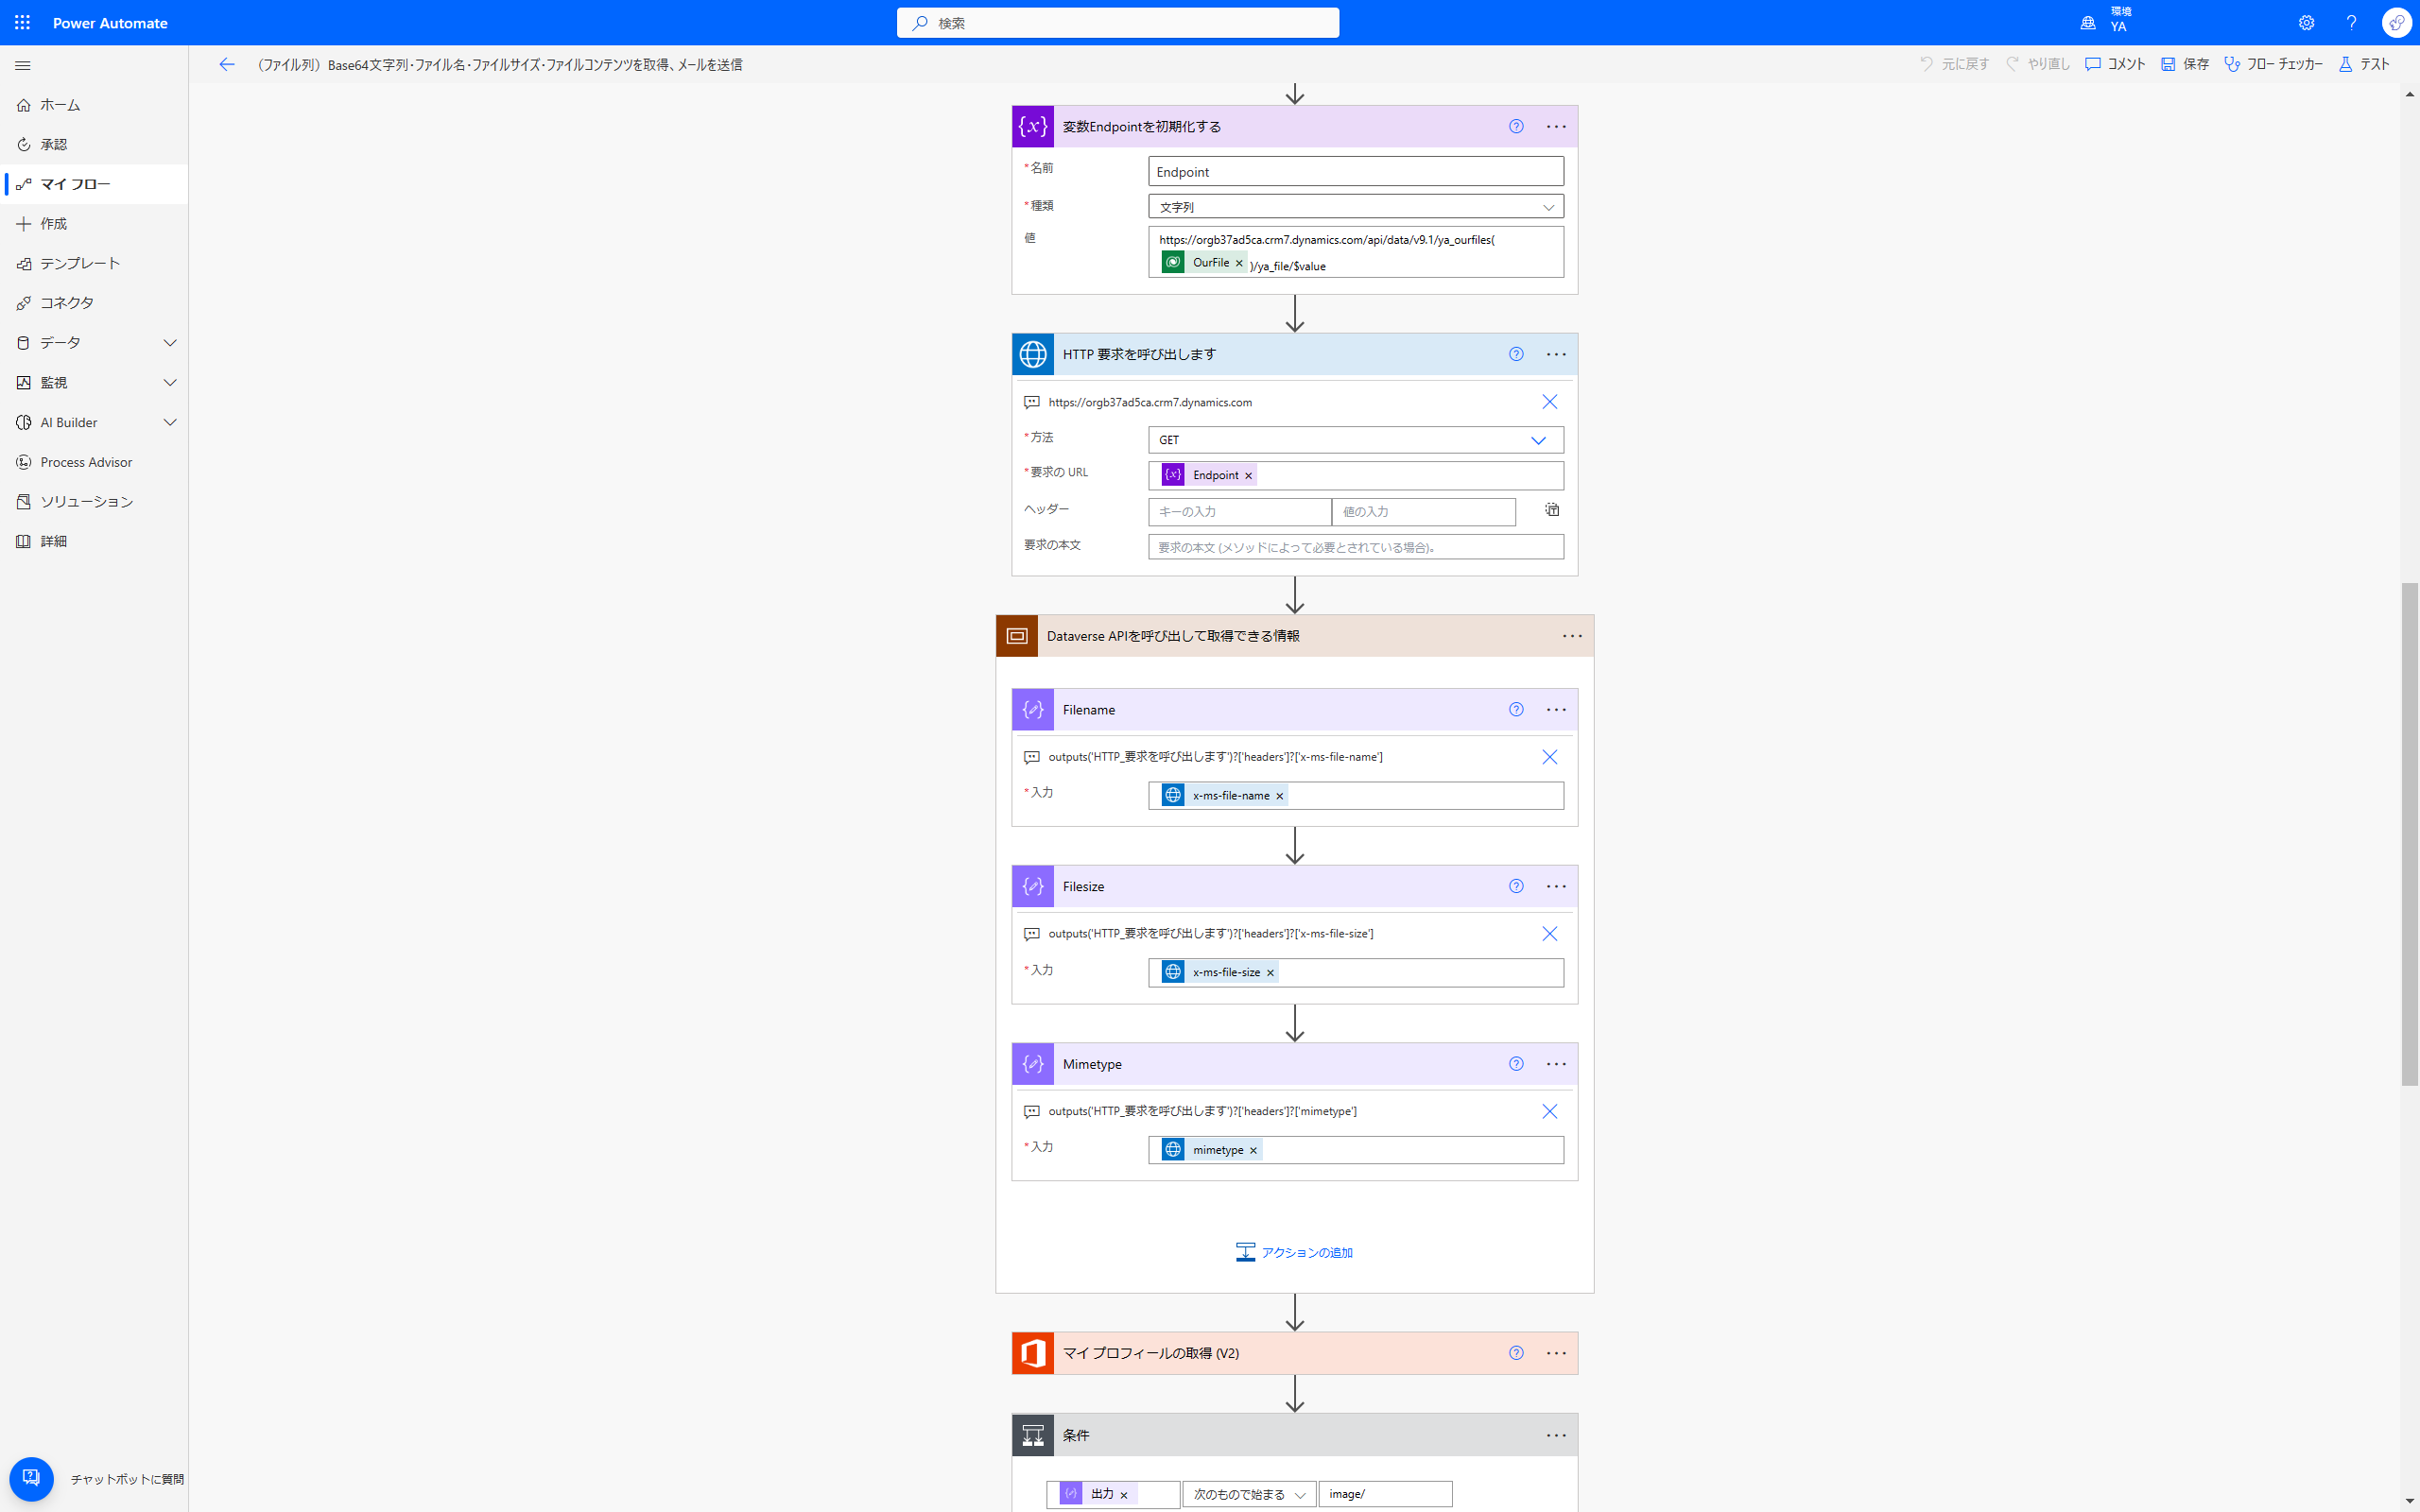 Power Automate
検索
環境
YA
(ファイル列) Base64文字列・ファイル名・ファイルサイズ・ファイルコンテンツを取得、メールを送信
元に戻す
やり直し
コメント
保存
フロー チェッカー
テスト
ホーム
承認
マイ フロー
作成
テンプレート
コネクタ
データ
監視
AI Builder
Process Advisor
ソリューション
詳細
チャットボットに質問
変数Endpointを初期化する
*名前
Endpoint
*種類
文字列
値
https://orgb37ad5ca.crm7.dynamics.com/api/data/v9.1/ya_ourfiles(
OurFile × )/ya_file/$value
HTTP 要求を呼び出します
https://orgb37ad5ca.crm7.dynamics.com
*方法
GET
*要求の URL
{x} Endpoint ×
ヘッダー
キーの入力
値の入力
要求の本文
要求の本文 (メソッドによって必要とされている場合)。
Dataverse APIを呼び出して取得できる情報
Filename
outputs('HTTP_要求を呼び出します')?['headers']?['x-ms-file-name']
*入力
x-ms-file-name ×
Filesize
outputs('HTTP_要求を呼び出します')?['headers']?['x-ms-file-size']
*入力
x-ms-file-size ×
Mimetype
outputs('HTTP_要求を呼び出します')?['headers']?['mimetype']
*入力
mimetype ×
アクションの追加
マイ プロフィールの取得 (V2)
条件
出力 ×
次のもので始まる
image/